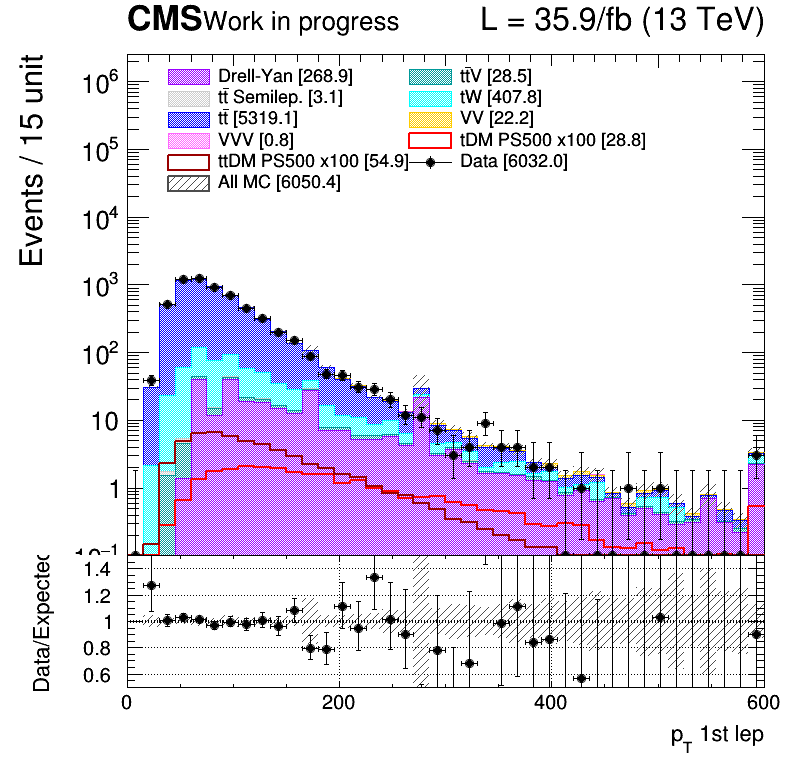 CMS Work in progress L = 35.9/fb (13 TeV)
Events / 15 unit
Drell-Yan [268.9] tt̄V [28.5]
tt̄ Semilep. [3.1] tW [407.8]
tt̄ [5319.1] VV [22.2]
VVV [0.8] tDM PS500 x100 [28.8]
ttDM PS500 x100 [54.9] Data [6032.0]
All MC [6050.4]
10⁶
10⁵
10⁴
10³
10²
10
1
10⁻¹
Data/Expected
1.4
1.2
1
0.8
0.6
0 200 400 600
p_T 1st lep